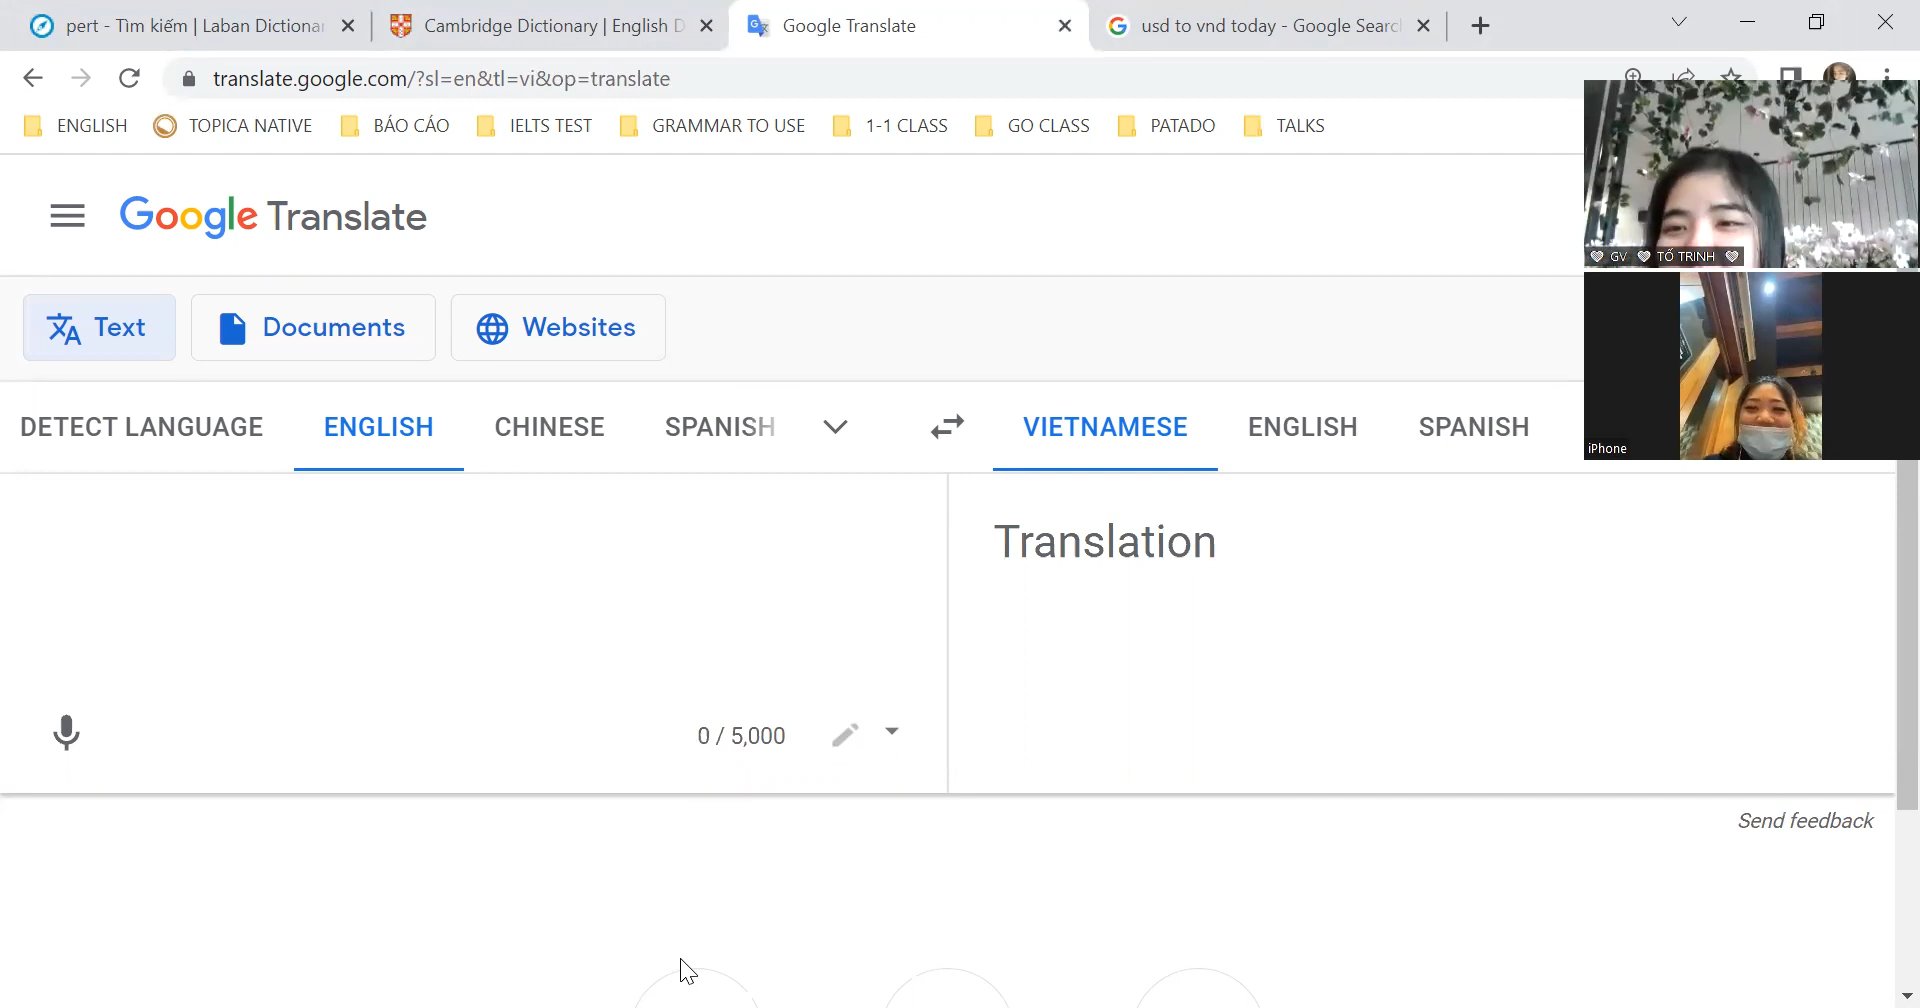 pert - Tìm kiếm | Laban Dictionar
Cambridge Dictionary | English D
Google Translate
usd to vnd today - Google Searc
translate.google.com/?sl=en&tl=vi&op=translate
ENGLISH
TOPICA NATIVE
BÁO CÁO
IELTS TEST
GRAMMAR TO USE
1-1 CLASS
GO CLASS
PATADO
TALKS
Google Translate
GV TỐ TRINH
Text
Documents
Websites
DETECT LANGUAGE
ENGLISH
CHINESE
SPANISH
VIETNAMESE
ENGLISH
SPANISH
iPhone
Translation
0 / 5,000
Send feedback